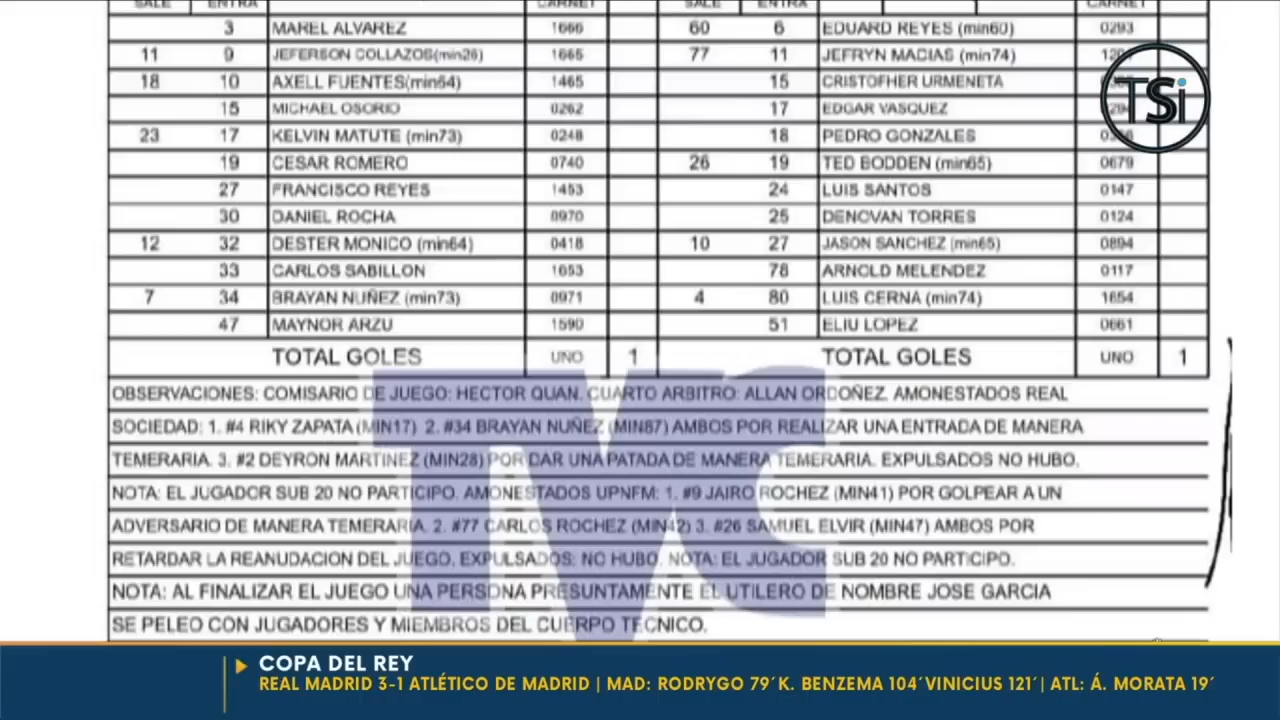 SALE ENTRA CARNET SALE ENTRA CARNET
3 MAREL ALVAREZ 1666 60 6 EDUARD REYES (min60) 0293
11 9 JEFERSON COLLAZOS(min26) 1665 77 11 JEFRYN MACIAS (min74)
18 10 AXELL FUENTES(min64) 1465 15 CRISTOFHER URMENETA
15 MICHAEL OSORIO 0262 17 EDGAR VASQUEZ
23 17 KELVIN MATUTE (min73) 0248 18 PEDRO GONZALES
19 CESAR ROMERO 0740 26 19 TED BODDEN (min65) 0679
27 FRANCISCO REYES 1453 24 LUIS SANTOS 0147
30 DANIEL ROCHA 0970 25 DENOVAN TORRES 0124
12 32 DESTER MONICO (min64) 0418 10 27 JASON SANCHEZ (min65) 0894
33 CARLOS SABILLON 1653 78 ARNOLD MELENDEZ 0117
7 34 BRAYAN NUÑEZ (min73) 0971 4 80 LUIS CERNA (min74) 1654
47 MAYNOR ARZU 1590 51 ELIU LOPEZ 0661
TOTAL GOLES UNO 1 TOTAL GOLES UNO 1
OBSERVACIONES: COMISARIO DE JUEGO: HECTOR QUAN. CUARTO ARBITRO: ALLAN ORDOÑEZ. AMONESTADOS REAL
SOCIEDAD: 1. #4 RIKY ZAPATA (MIN17) 2. #34 BRAYAN NUÑEZ (MIN87) AMBOS POR REALIZAR UNA ENTRADA DE MANERA
TEMERARIA. 3. #2 DEYRON MARTINEZ (MIN28) POR DAR UNA PATADA DE MANERA TEMERARIA. EXPULSADOS NO HUBO.
NOTA: EL JUGADOR SUB 20 NO PARTICIPO. AMONESTADOS UPNFM: 1. #9 JAIRO ROCHEZ (MIN41) POR GOLPEAR A UN
ADVERSARIO DE MANERA TEMERARIA. 2. #77 CARLOS ROCHEZ (MIN42) 3. #26 SAMUEL ELVIR (MIN47) AMBOS POR
RETARDAR LA REANUDACION DEL JUEGO. EXPULSADOS: NO HUBO. NOTA: EL JUGADOR SUB 20 NO PARTICIPO.
NOTA: AL FINALIZAR EL JUEGO UNA PERSONA PRESUNTAMENTE EL UTILERO DE NOMBRE JOSE GARCIA
SE PELEO CON JUGADORES Y MIEMBROS DEL CUERPO TECNICO.
TVC
TSi
COPA DEL REY
REAL MADRID 3-1 ATLÉTICO DE MADRID | MAD: RODRYGO 79´K. BENZEMA 104´VINICIUS 121´| ATL: Á. MORATA 19´